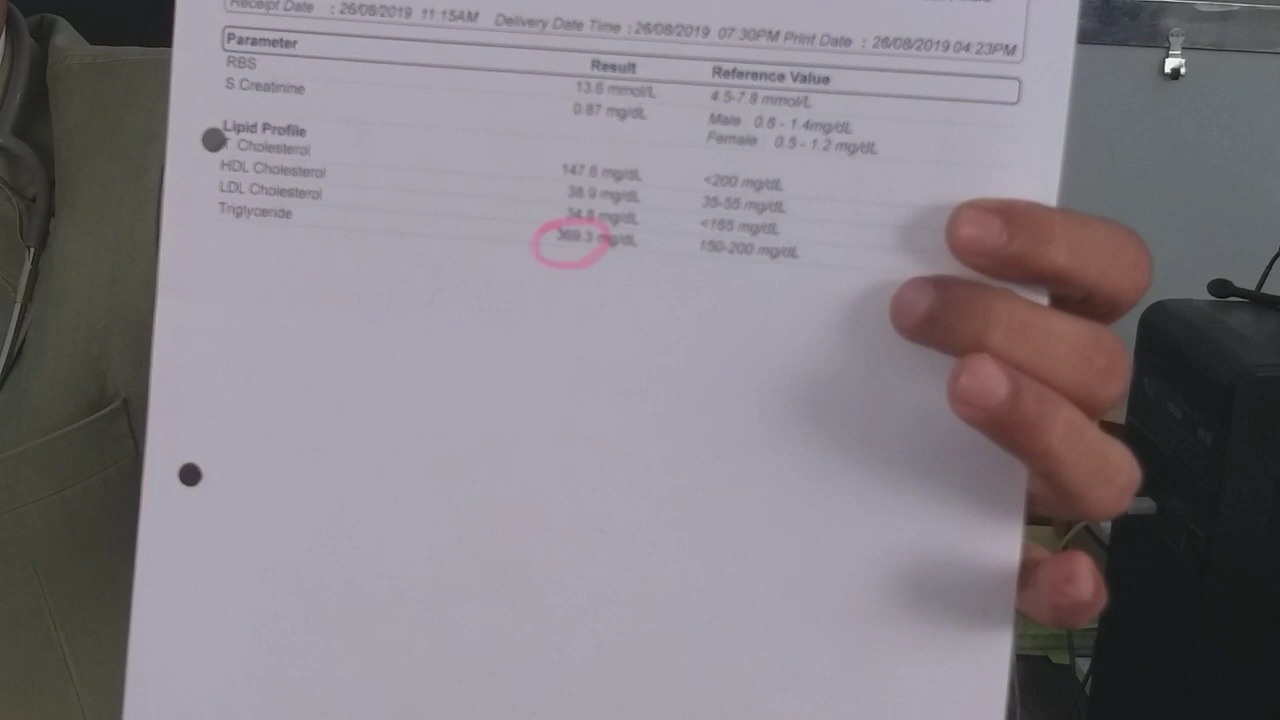 Receipt Date : 26/08/2019 11:15AM Delivery Date Time : 26/08/2019 07:30PM Print Date : 26/08/2019 04:23PM
Parameter Result Reference Value
RBS 13.6 mmol/L 4.5-7.8 mmol/L
S.Creatinine 0.87 mg/dL Male 0.6 - 1.4mg/dL
Female 0.5 - 1.2 mg/dL
Lipid Profile
T. Cholesterol 147.6 mg/dL <200 mg/dL
HDL Cholesterol 38.9 mg/dL 35-55 mg/dL
LDL Cholesterol 34.8 mg/dL <165 mg/dL
Triglyceride 369.3 mg/dL 150-200 mg/dL